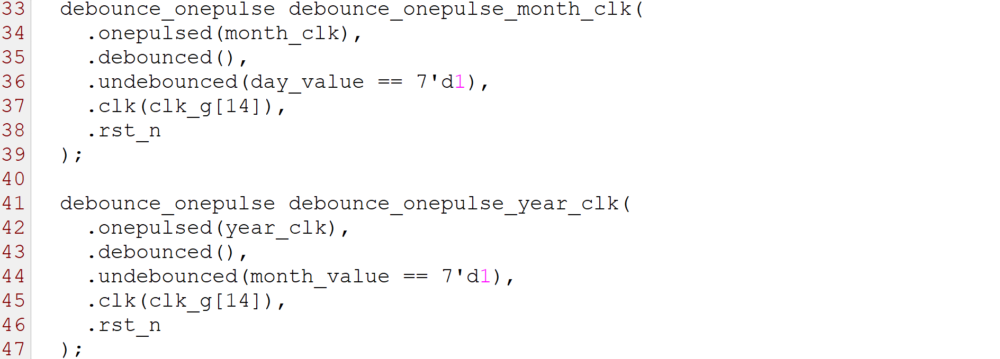 33 debounce_onepulse debounce_onepulse_month_clk(
34 .onepulsed(month_clk),
35 .debounced(),
36 .undebounced(day_value == 7'd1),
37 .clk(clk_g[14]),
38 .rst_n
39 );
40
41 debounce_onepulse debounce_onepulse_year_clk(
42 .onepulsed(year_clk),
43 .debounced(),
44 .undebounced(month_value == 7'd1),
45 .clk(clk_g[14]),
46 .rst_n
47 );